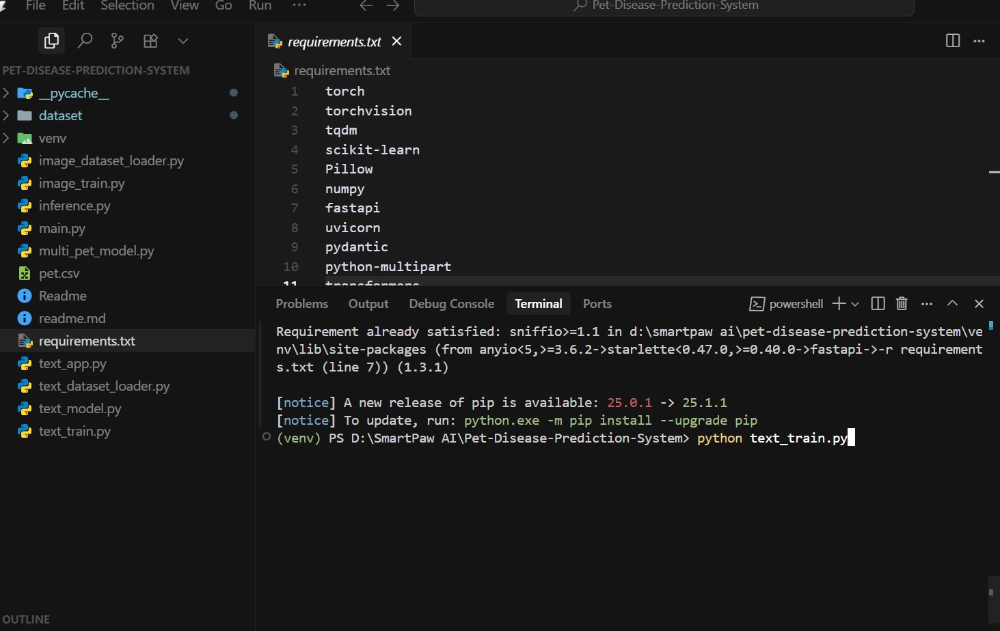 File Edit Selection View Go Run ···
Pet-Disease-Prediction-System
PET-DISEASE-PREDICTION-SYSTEM
__pycache__
dataset
venv
image_dataset_loader.py
image_train.py
inference.py
main.py
multi_pet_model.py
pet.csv
Readme
readme.md
requirements.txt
text_app.py
text_dataset_loader.py
text_model.py
text_train.py
OUTLINE
requirements.txt
requirements.txt
1 torch
2 torchvision
3 tqdm
4 scikit-learn
5 Pillow
6 numpy
7 fastapi
8 uvicorn
9 pydantic
10 python-multipart
11 transformers
Problems Output Debug Console Terminal Ports powershell
Requirement already satisfied: sniffio>=1.1 in d:\smartpaw ai\pet-disease-prediction-system\ve
nv\lib\site-packages (from anyio<5,>=3.6.2->starlette<0.47.0,>=0.40.0->fastapi->-r requirement
s.txt (line 7)) (1.3.1)
[notice] A new release of pip is available: 25.0.1 -> 25.1.1
[notice] To update, run: python.exe -m pip install --upgrade pip
(venv) PS D:\SmartPaw AI\Pet-Disease-Prediction-System> python text_train.py